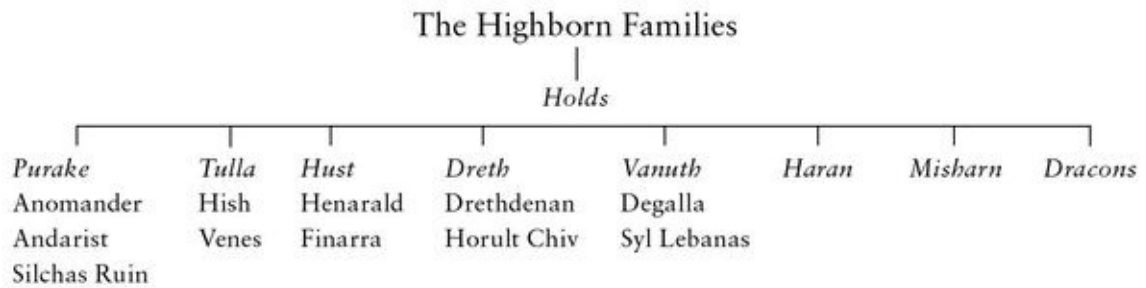 The Highborn Families
Holds
Purake Tulla Hust Dreth Vanuth Haran Misharn Dracons
Anomander Hish Henarald Drethdenan Degalla
Andarist Venes Finarra Horult Chiv Syl Lebanas
Silchas Ruin